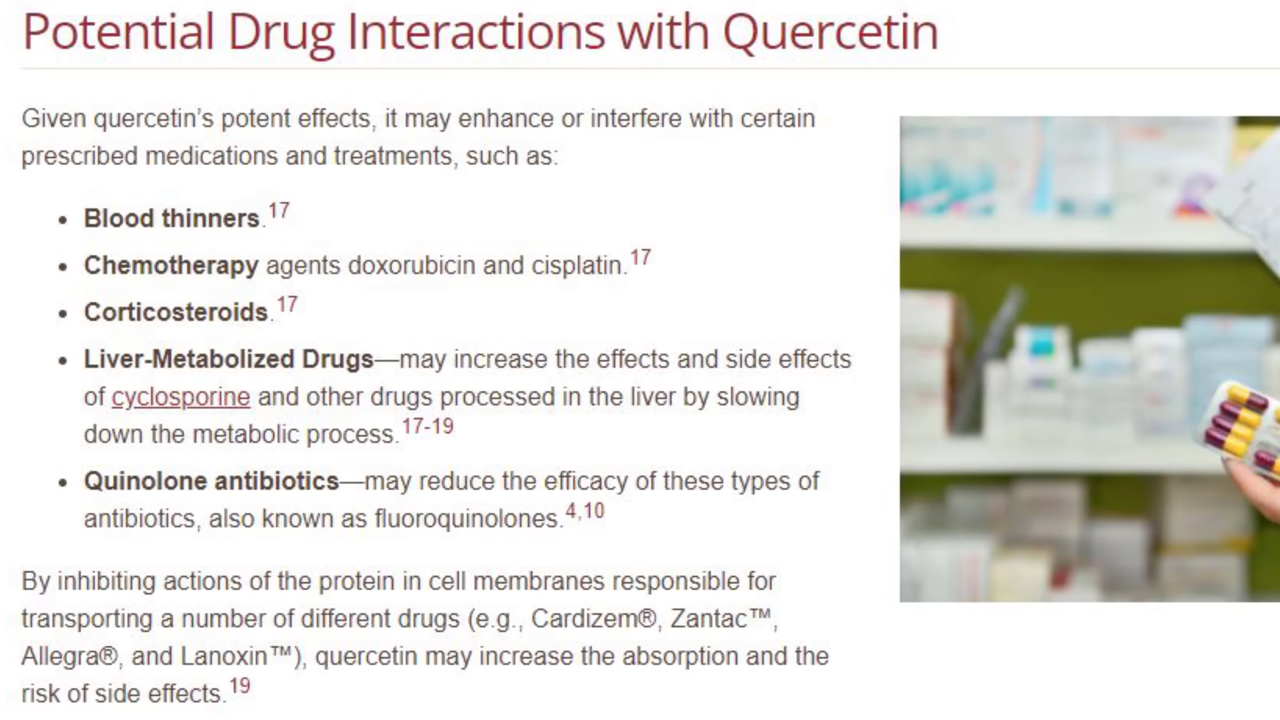 Potential Drug Interactions with Quercetin
Given quercetin’s potent effects, it may enhance or interfere with certain
prescribed medications and treatments, such as:
• Blood thinners.17
• Chemotherapy agents doxorubicin and cisplatin.17
• Corticosteroids.17
• Liver-Metabolized Drugs—may increase the effects and side effects
of cyclosporine and other drugs processed in the liver by slowing
down the metabolic process.17-19
• Quinolone antibiotics—may reduce the efficacy of these types of
antibiotics, also known as fluoroquinolones.4,10
By inhibiting actions of the protein in cell membranes responsible for
transporting a number of different drugs (e.g., Cardizem®, Zantac™,
Allegra®, and Lanoxin™), quercetin may increase the absorption and the
risk of side effects.19